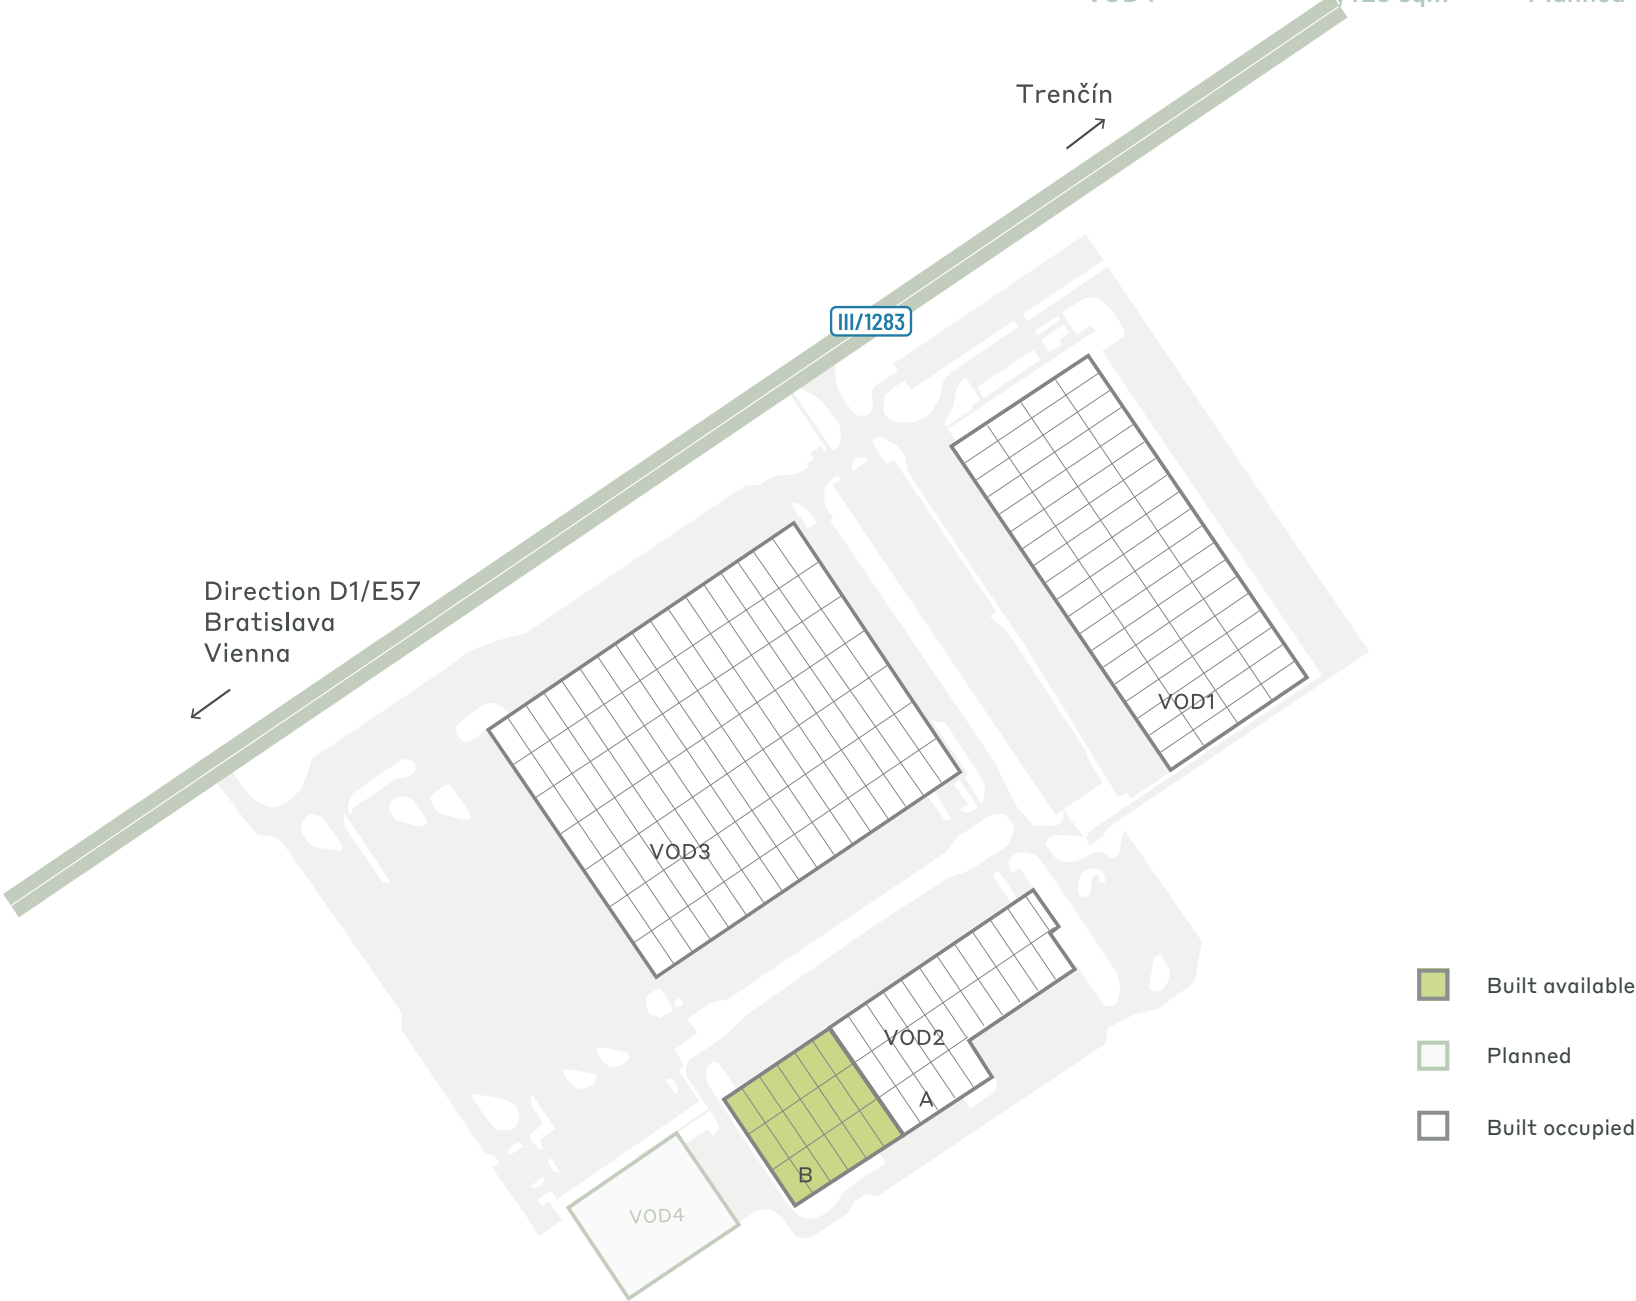 Trenčín
III/1283
Direction D1/E57
Bratislava
Vienna
VOD1
VOD3
VOD2
A
B
VOD4
Built available
Planned
Built occupied